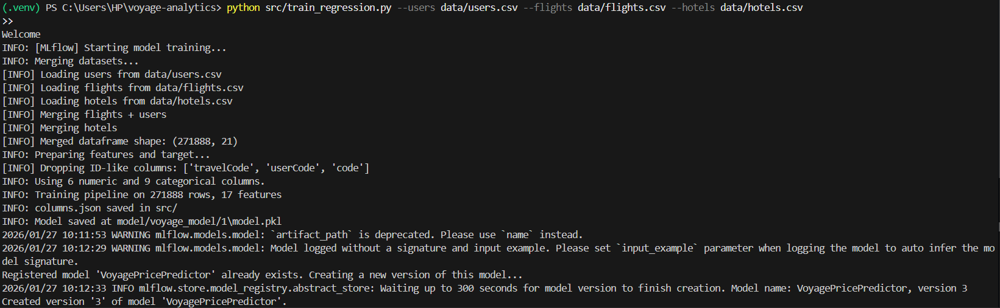 (.venv) PS C:\Users\HP\voyage-analytics> python src/train_regression.py --users data/users.csv --flights data/flights.csv --hotels data/hotels.csv
>>
Welcome
INFO: [MLflow] Starting model training...
INFO: Merging datasets...
[INFO] Loading users from data/users.csv
[INFO] Loading flights from data/flights.csv
[INFO] Loading hotels from data/hotels.csv
[INFO] Merging flights + users
[INFO] Merging hotels
[INFO] Merged dataframe shape: (271888, 21)
INFO: Preparing features and target...
[INFO] Dropping ID-like columns: ['travelCode', 'userCode', 'code']
INFO: Using 6 numeric and 9 categorical columns.
INFO: Training pipeline on 271888 rows, 17 features
INFO: columns.json saved in src/
INFO: Model saved at model/voyage_model/1\model.pkl
2026/01/27 10:11:53 WARNING mlflow.models.model: `artifact_path` is deprecated. Please use `name` instead.
2026/01/27 10:12:29 WARNING mlflow.models.model: Model logged without a signature and input example. Please set `input_example` parameter when logging the model to auto infer the mo
del signature.
Registered model 'VoyagePricePredictor' already exists. Creating a new version of this model...
2026/01/27 10:12:33 INFO mlflow.store.model_registry.abstract_store: Waiting up to 300 seconds for model version to finish creation. Model name: VoyagePricePredictor, version 3
Created version '3' of model 'VoyagePricePredictor'.